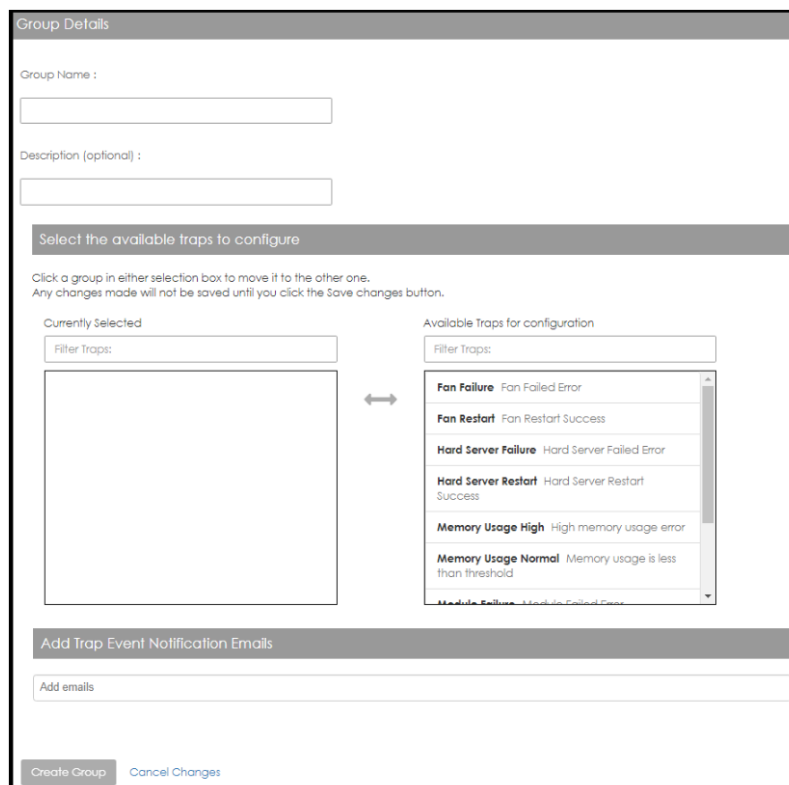 Group Details
Group Name :
Description (optional) :
Select the available traps to configure
Click a group in either selection box to move it to the other one.
Any changes made will not be saved until you click the Save changes button.
Currently Selected
Filter Traps:
Available Traps for configuration
Filter Traps:
Fan Failure Fan Failed Error
Fan Restart Fan Restart Success
Hard Server Failure Hard Server Failed Error
Hard Server Restart Hard Server Restart
Success
Memory Usage High High memory usage error
Memory Usage Normal Memory usage is less
than threshold
Module Failure Module Failed Error
Add Trap Event Notification Emails
Add emails
Create Group Cancel Changes